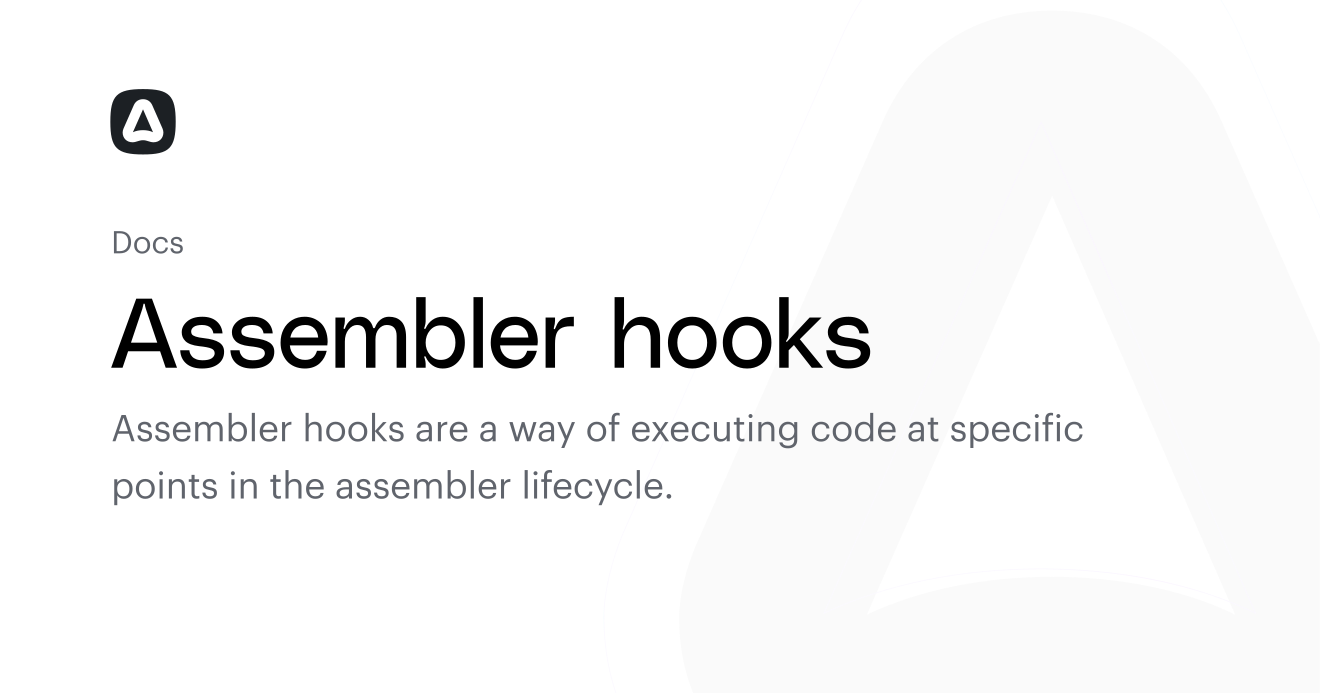 Docs
Assembler hooks
Assembler hooks are a way of executing code at specific
points in the assembler lifecycle.